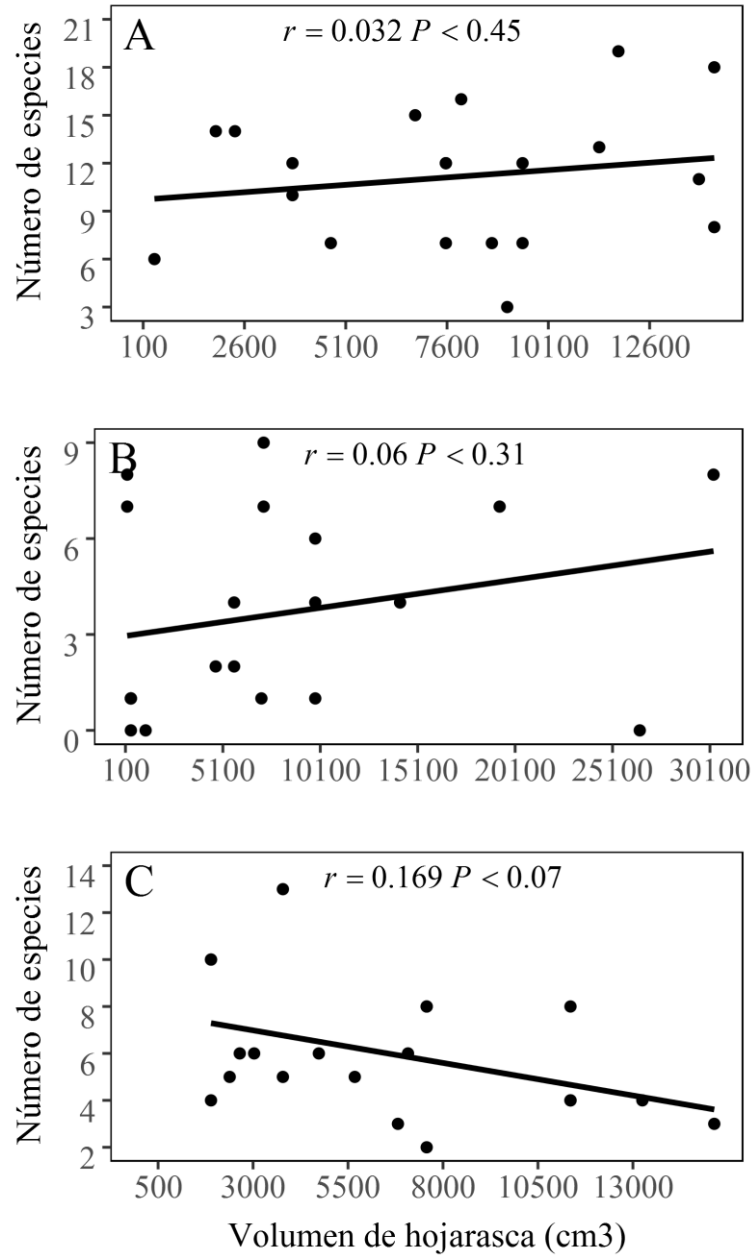 A
r = 0.032 P < 0.45
Número de especies
21
18
15
12
9
6
3
100 2600 5100 7600 10100 12600
B
r = 0.06 P < 0.31
Número de especies
9
6
3
0
100 5100 10100 15100 20100 25100 30100
C
r = 0.169 P < 0.07
Número de especies
14
12
10
8
6
4
2
500 3000 5500 8000 10500 13000
Volumen de hojarasca (cm3)